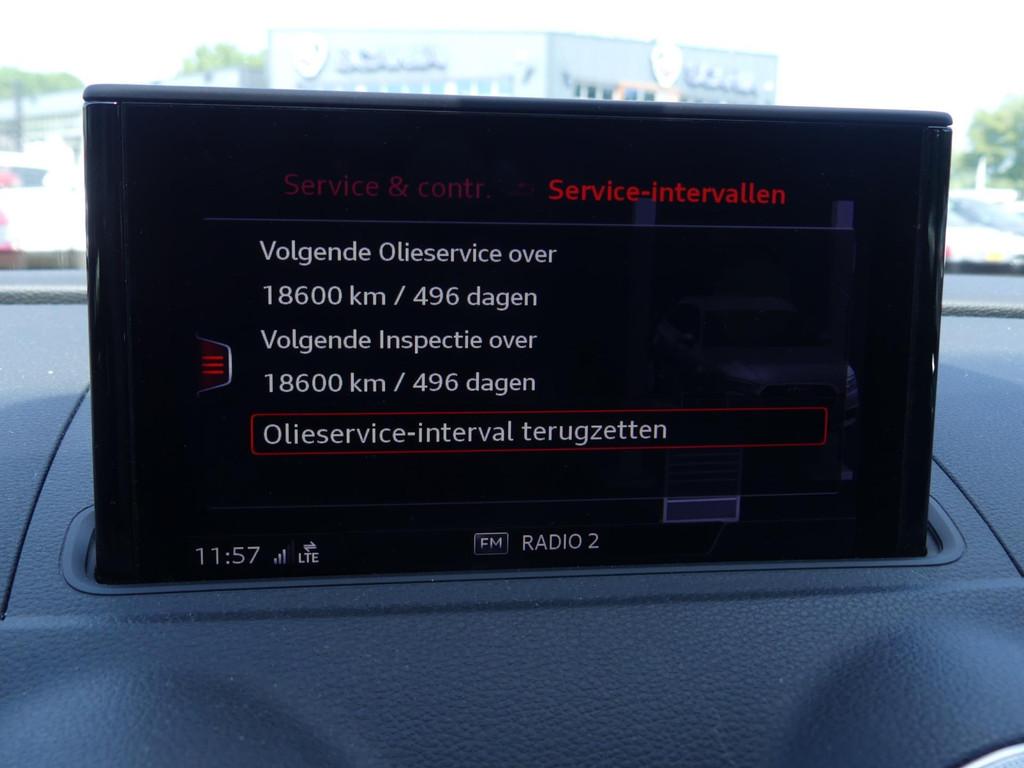 SCANIA
Service & contr. Service-intervallen
Volgende Olieservice over
18600 km / 496 dagen
Volgende Inspectie over
18600 km / 496 dagen
Olieservice-interval terugzetten
11:57 LTE FM RADIO 2